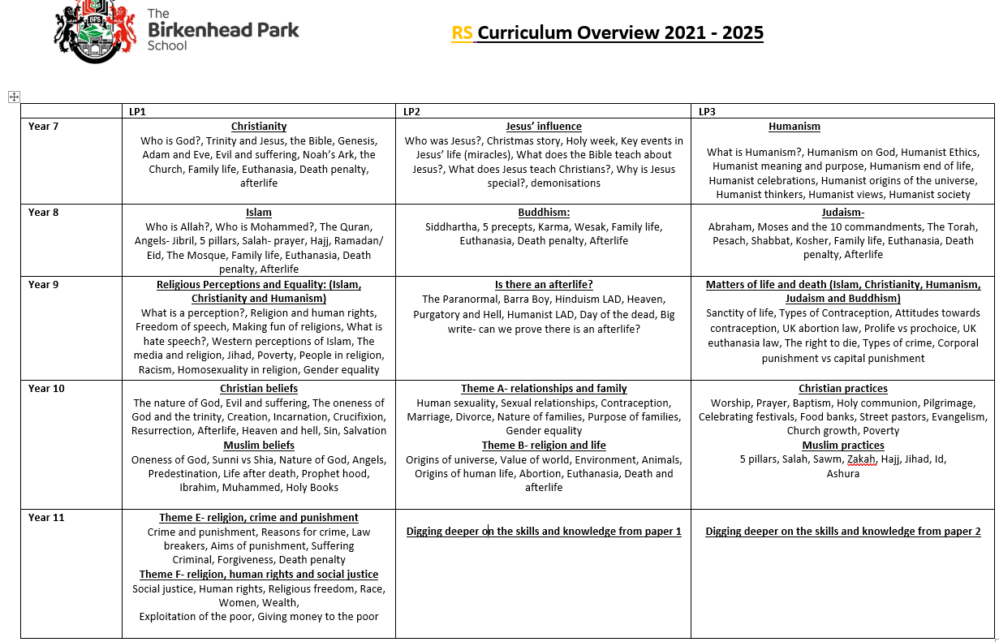 The
Birkenhead Park
School
BPS
RS Curriculum Overview 2021 - 2025
LP1
LP2
LP3
Year 7
Christianity
Who is God?, Trinity and Jesus, the Bible, Genesis,
Adam and Eve, Evil and suffering, Noah’s Ark, the
Church, Family life, Euthanasia, Death penalty,
afterlife
Jesus’ influence
Who was Jesus?, Christmas story, Holy week, Key events in
Jesus’ life (miracles), What does the Bible teach about
Jesus?, What does Jesus teach Christians?, Why is Jesus
special?, demonisations
Humanism
What is Humanism?, Humanism on God, Humanist Ethics,
Humanist meaning and purpose, Humanism end of life,
Humanist celebrations, Humanist origins of the universe,
Humanist thinkers, Humanist views, Humanist society
Year 8
Islam
Who is Allah?, Who is Mohammed?, The Quran,
Angels- Jibril, 5 pillars, Salah- prayer, Hajj, Ramadan/
Eid, The Mosque, Family life, Euthanasia, Death
penalty, Afterlife
Buddhism:
Siddhartha, 5 precepts, Karma, Wesak, Family life,
Euthanasia, Death penalty, Afterlife
Judaism-
Abraham, Moses and the 10 commandments, The Torah,
Pesach, Shabbat, Kosher, Family life, Euthanasia, Death
penalty, Afterlife
Year 9
Religious Perceptions and Equality: (Islam,
Christianity and Humanism)
What is a perception?, Religion and human rights,
Freedom of speech, Making fun of religions, What is
hate speech?, Western perceptions of Islam, The
media and religion, Jihad, Poverty, People in religion,
Racism, Homosexuality in religion, Gender equality
Is there an afterlife?
The Paranormal, Barra Boy, Hinduism LAD, Heaven,
Purgatory and Hell, Humanist LAD, Day of the dead, Big
write- can we prove there is an afterlife?
Matters of life and death (Islam, Christianity, Humanism,
Judaism and Buddhism)
Sanctity of life, Types of Contraception, Attitudes towards
contraception, UK abortion law, Prolife vs prochoice, UK
euthanasia law, The right to die, Types of crime, Corporal
punishment vs capital punishment
Year 10
Christian beliefs
The nature of God, Evil and suffering, The oneness of
God and the trinity, Creation, Incarnation, Crucifixion,
Resurrection, Afterlife, Heaven and hell, Sin, Salvation
Muslim beliefs
Oneness of God, Sunni vs Shia, Nature of God, Angels,
Predestination, Life after death, Prophet hood,
Ibrahim, Muhammed, Holy Books
Theme A- relationships and family
Human sexuality, Sexual relationships, Contraception,
Marriage, Divorce, Nature of families, Purpose of families,
Gender equality
Theme B- religion and life
Origins of universe, Value of world, Environment, Animals,
Origins of human life, Abortion, Euthanasia, Death and
afterlife
Christian practices
Worship, Prayer, Baptism, Holy communion, Pilgrimage,
Celebrating festivals, Food banks, Street pastors, Evangelism,
Church growth, Poverty
Muslim practices
5 pillars, Salah, Sawm, Zakah, Hajj, Jihad, Id,
Ashura
Year 11
Theme E- religion, crime and punishment
Crime and punishment, Reasons for crime, Law
breakers, Aims of punishment, Suffering
Criminal, Forgiveness, Death penalty
Theme F- religion, human rights and social justice
Social justice, Human rights, Religious freedom, Race,
Women, Wealth,
Exploitation of the poor, Giving money to the poor
Digging deeper on the skills and knowledge from paper 1
Digging deeper on the skills and knowledge from paper 2